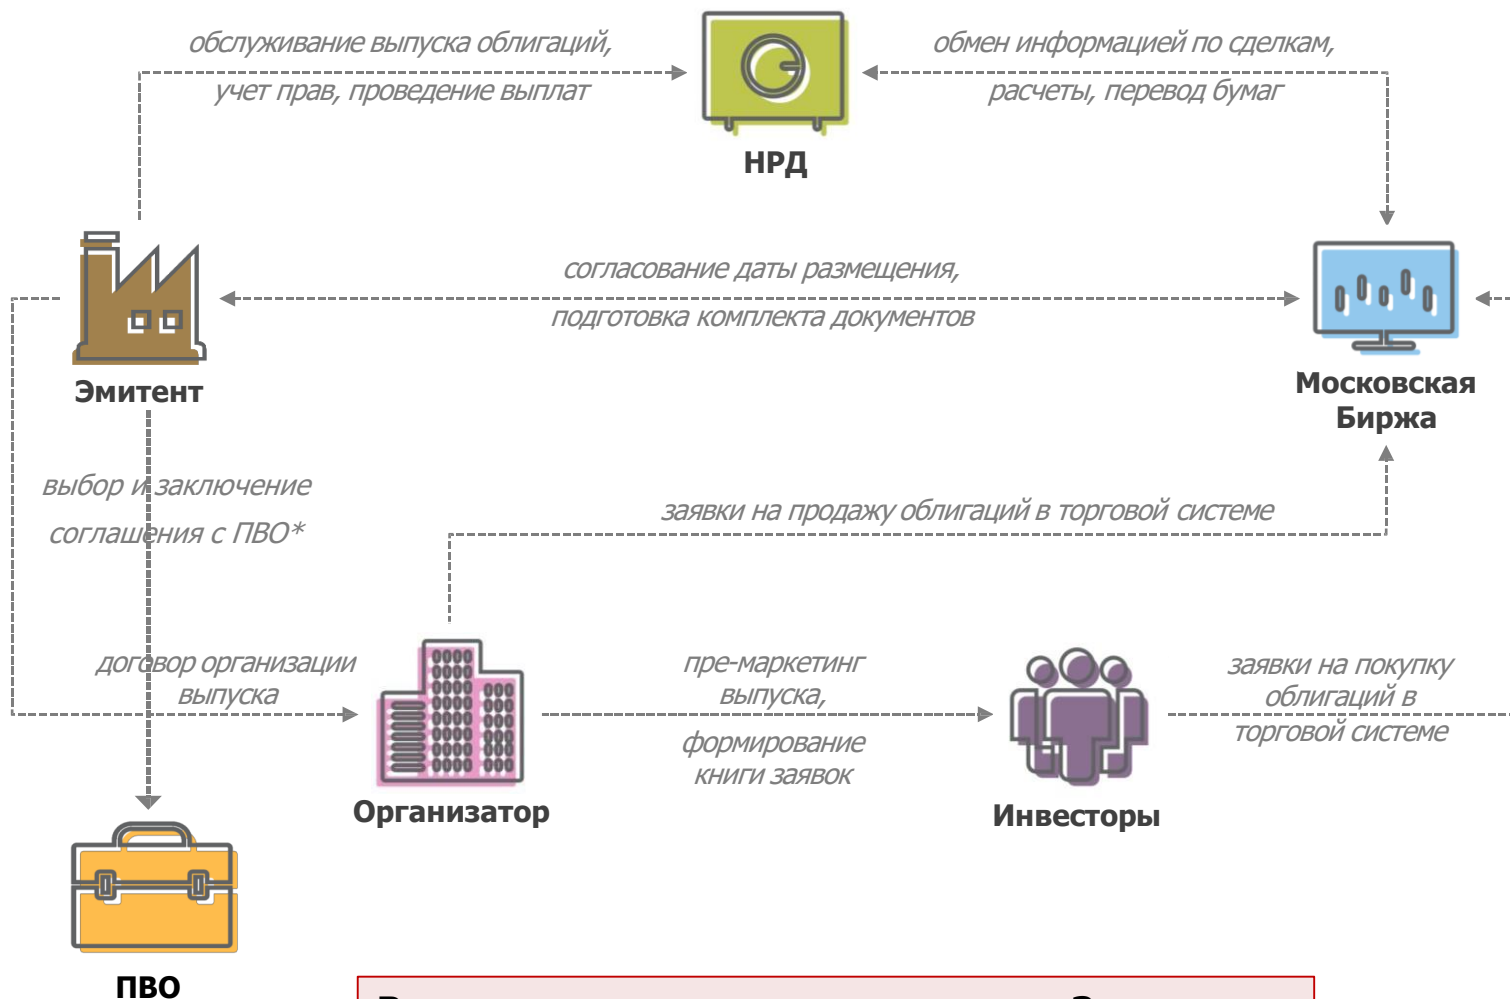 обслуживание выпуска облигаций,
учет прав, проведение выплат
обмен информацией по сделкам,
расчеты, перевод бумаг
НРД
согласование даты размещения,
подготовка комплекта документов
Эмитент
Московская
Биржа
выбор и заключение
соглашения с ПВО*
заявки на продажу облигаций в торговой системе
договор организации
выпуска
пре-маркетинг
выпуска,
формирование
книги заявок
заявки на покупку
облигаций в
торговой системе
Организатор
Инвесторы
ПВО